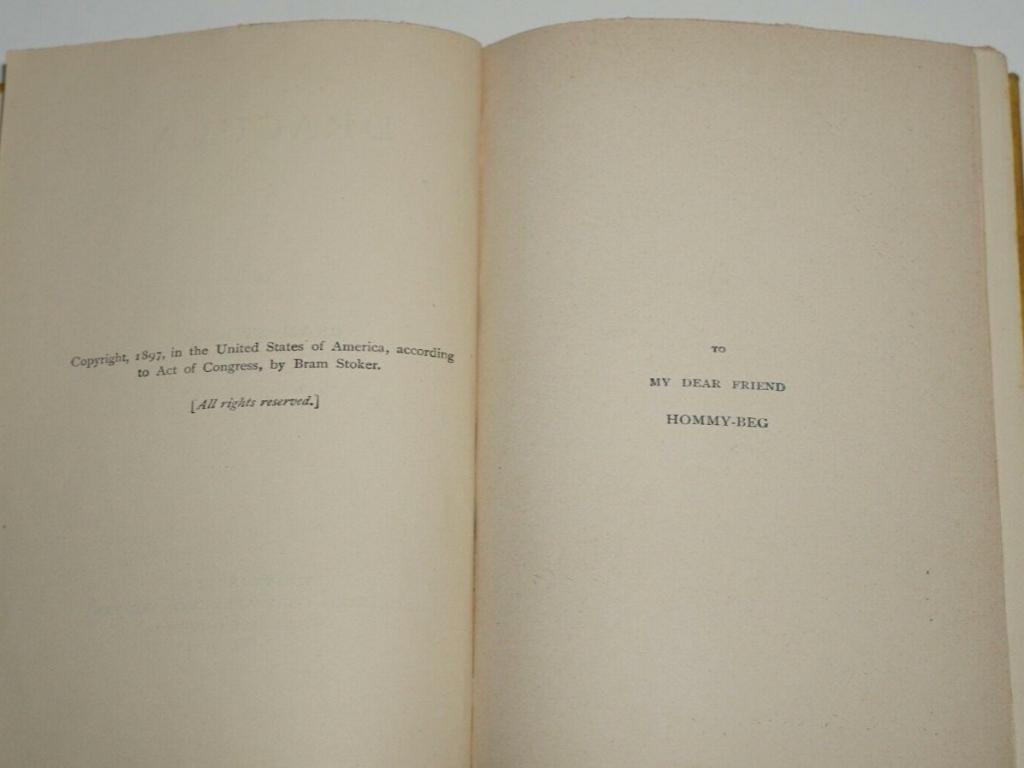 Copyright, 1897, in the United States of America, according
to Act of Congress, by Bram Stoker.
[All rights reserved.]
TO
MY DEAR FRIEND
HOMMY-BEG